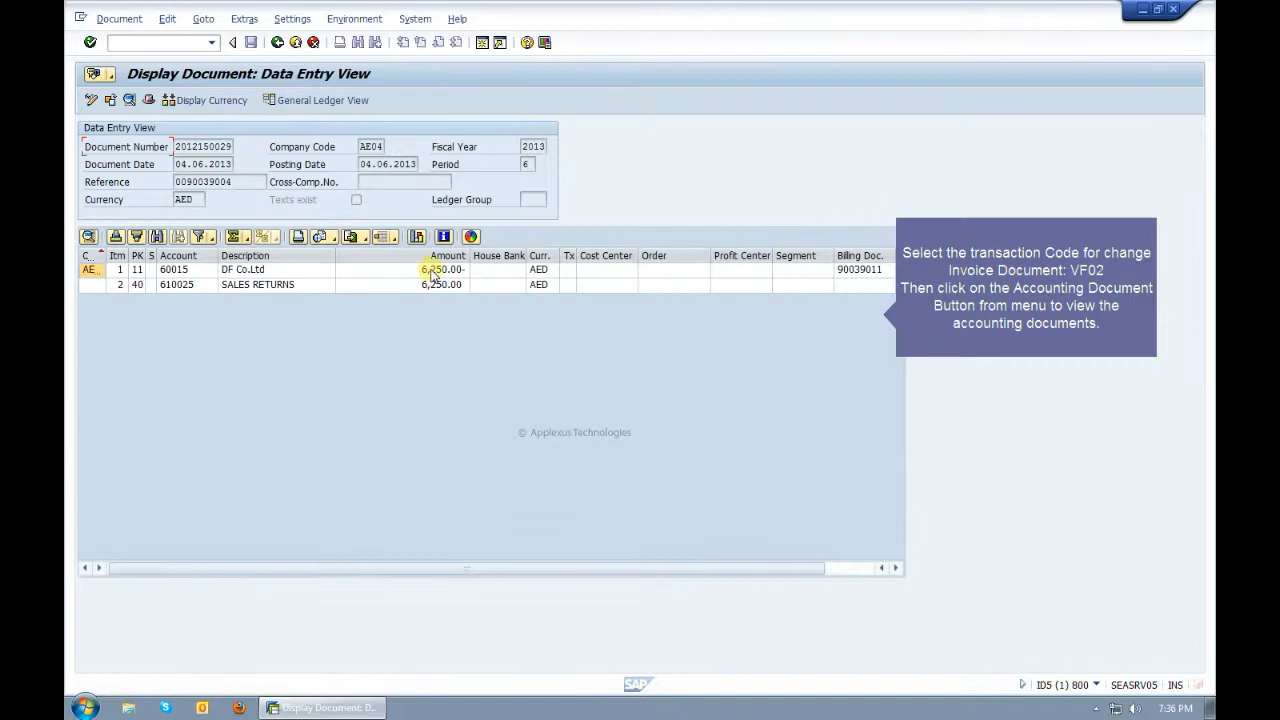 Document Edit Goto Extras Settings Environment System Help
Display Document: Data Entry View
Display Currency General Ledger View
Data Entry View
Document Number 2012150029 Company Code AE04 Fiscal Year 2013
Document Date 04.06.2013 Posting Date 04.06.2013 Period 6
Reference 0090039004 Cross-Comp.No.
Currency AED Texts exist Ledger Group
C.. Itm PK S Account Description Amount House Bank Curr. Tx Cost Center Order Profit Center Segment Billing Doc.
AE.. 1 11 60015 DF Co.Ltd 6,250.00- AED 90039011
2 40 610025 SALES RETURNS 6,250.00 AED
Select the transaction Code for change
Invoice Document: VF02
Then click on the Accounting Document
Button from menu to view the
accounting documents.
© Applexus Technologies
SAP
ID5 (1) 800 SEASRV05 INS
Display Document: D...
7:36 PM